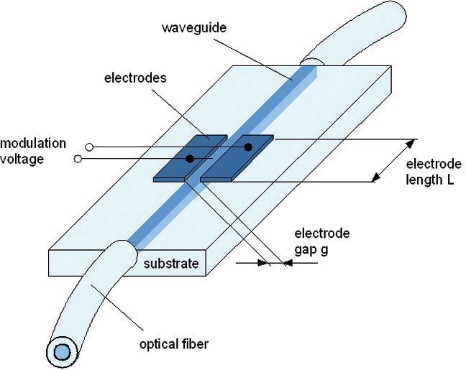 waveguide
electrodes
modulation
voltage
electrode
length L
electrode
gap g
substrate
optical fiber